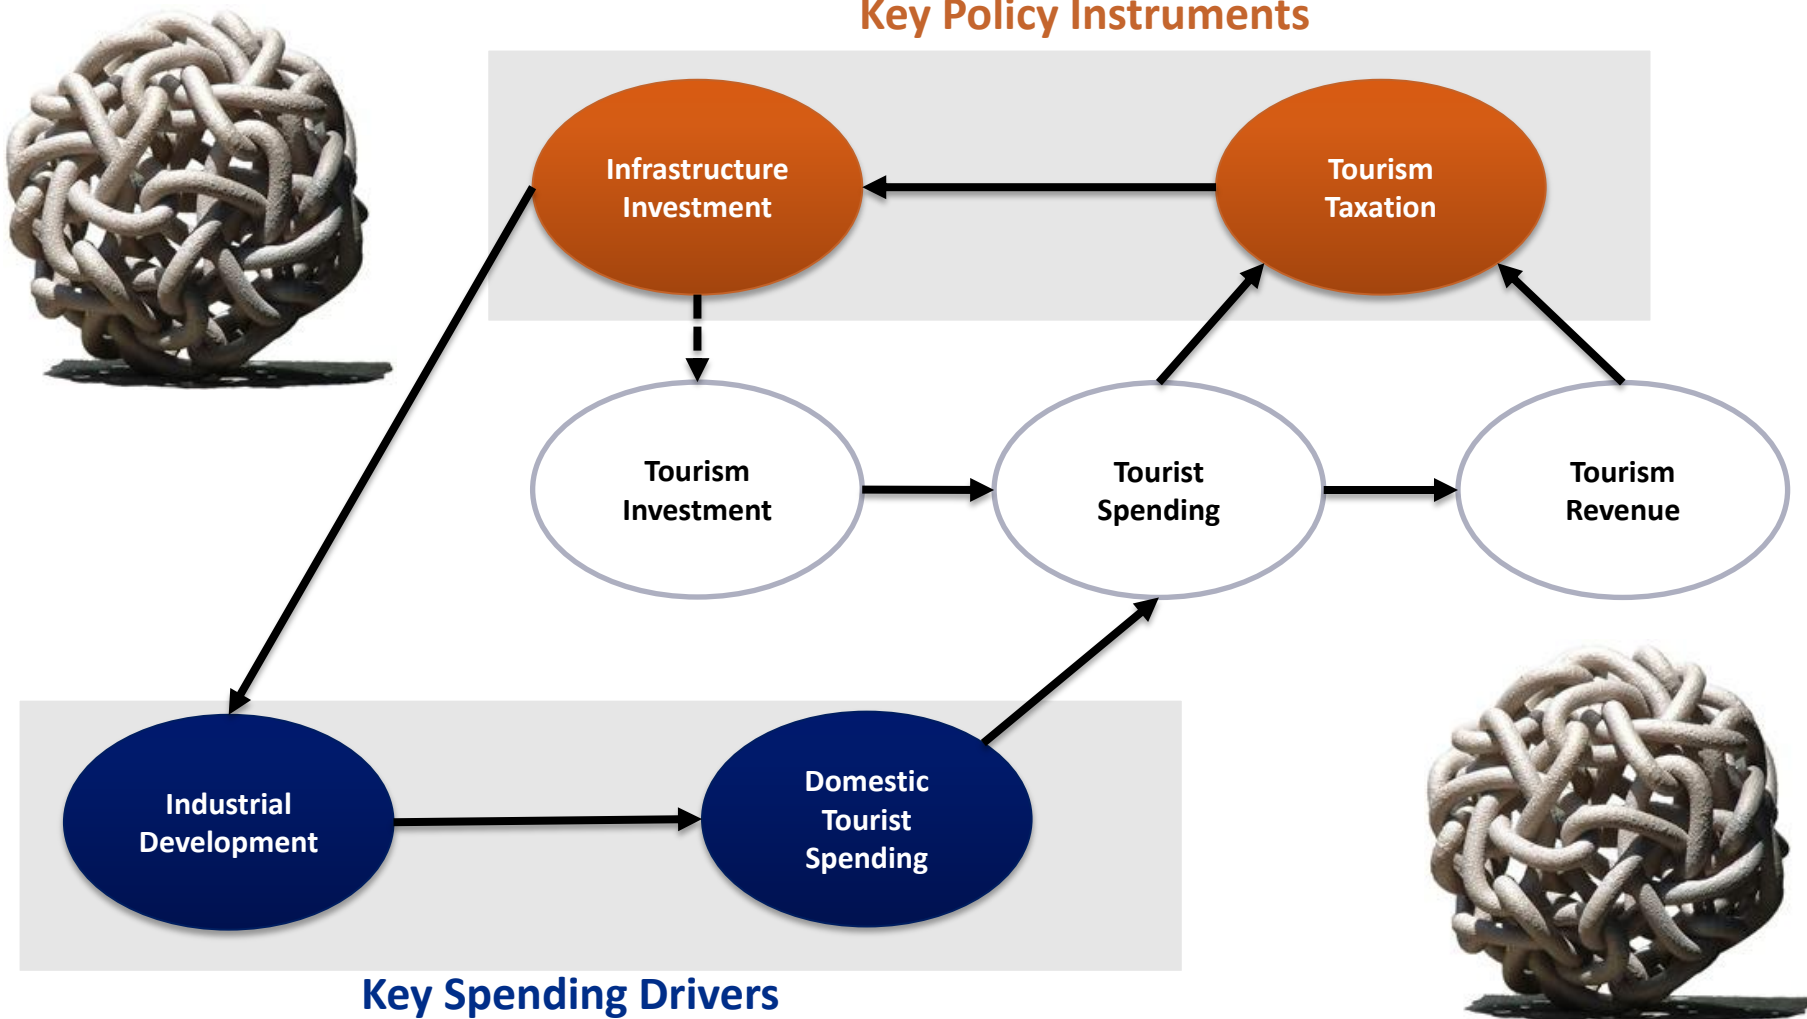 Key Policy Instruments
Infrastructure
Investment
Tourism
Taxation
Tourism
Investment
Tourist
Spending
Tourism
Revenue
Industrial
Development
Domestic
Tourist
Spending
Key Spending Drivers